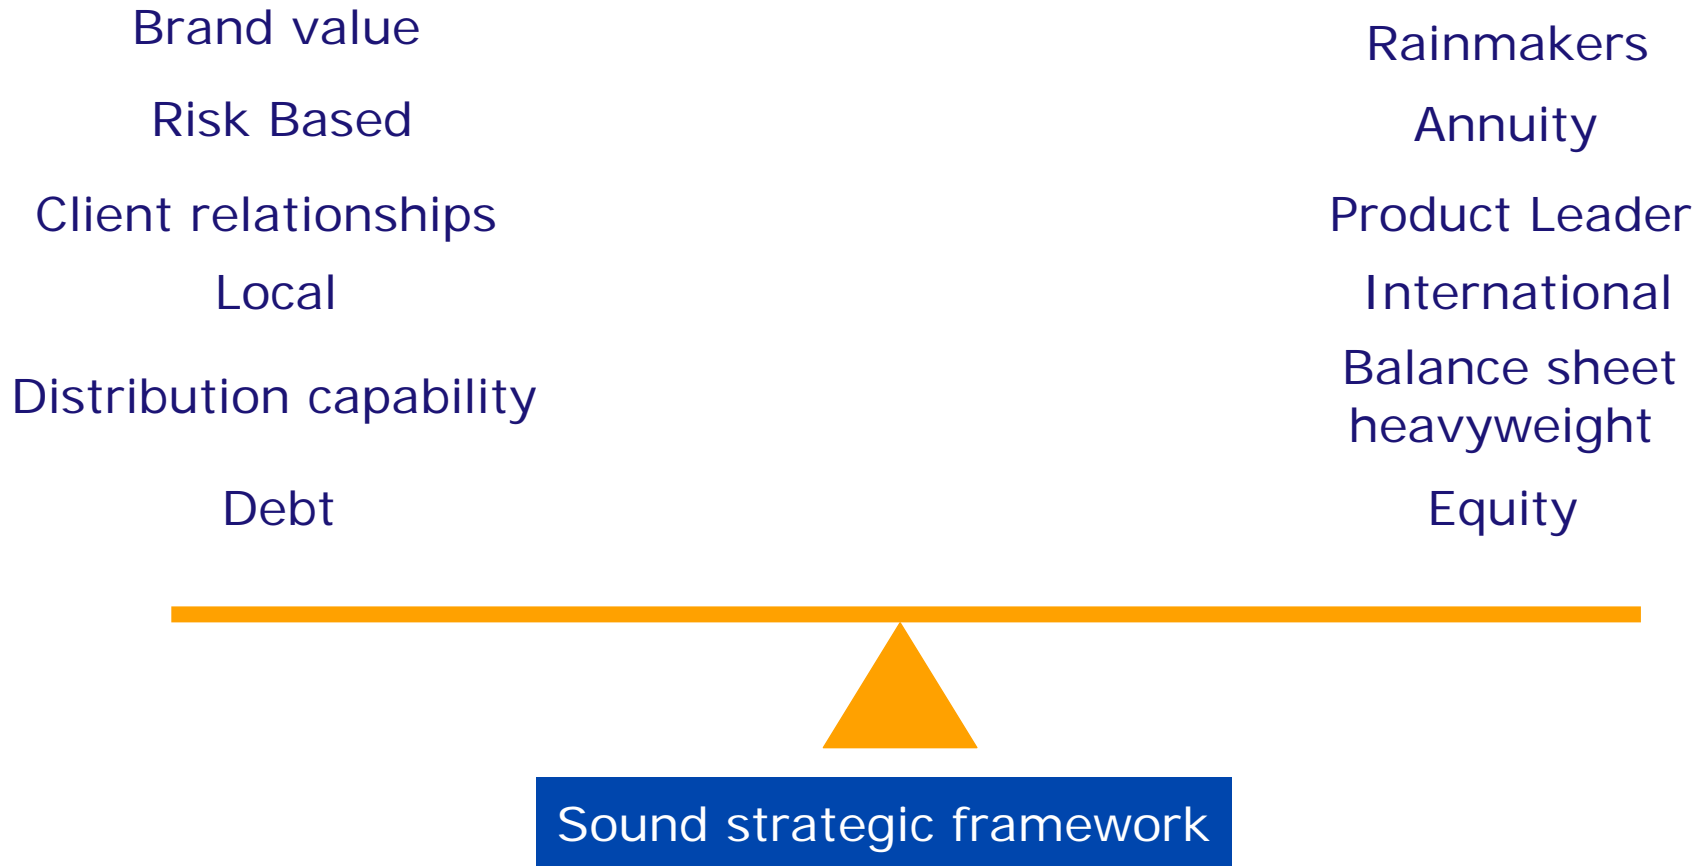 Brand value
Rainmakers
Risk Based
Annuity
Client relationships
Product Leader
Local
International
Distribution capability
Balance sheet
heavyweight
Debt
Equity
Sound strategic framework